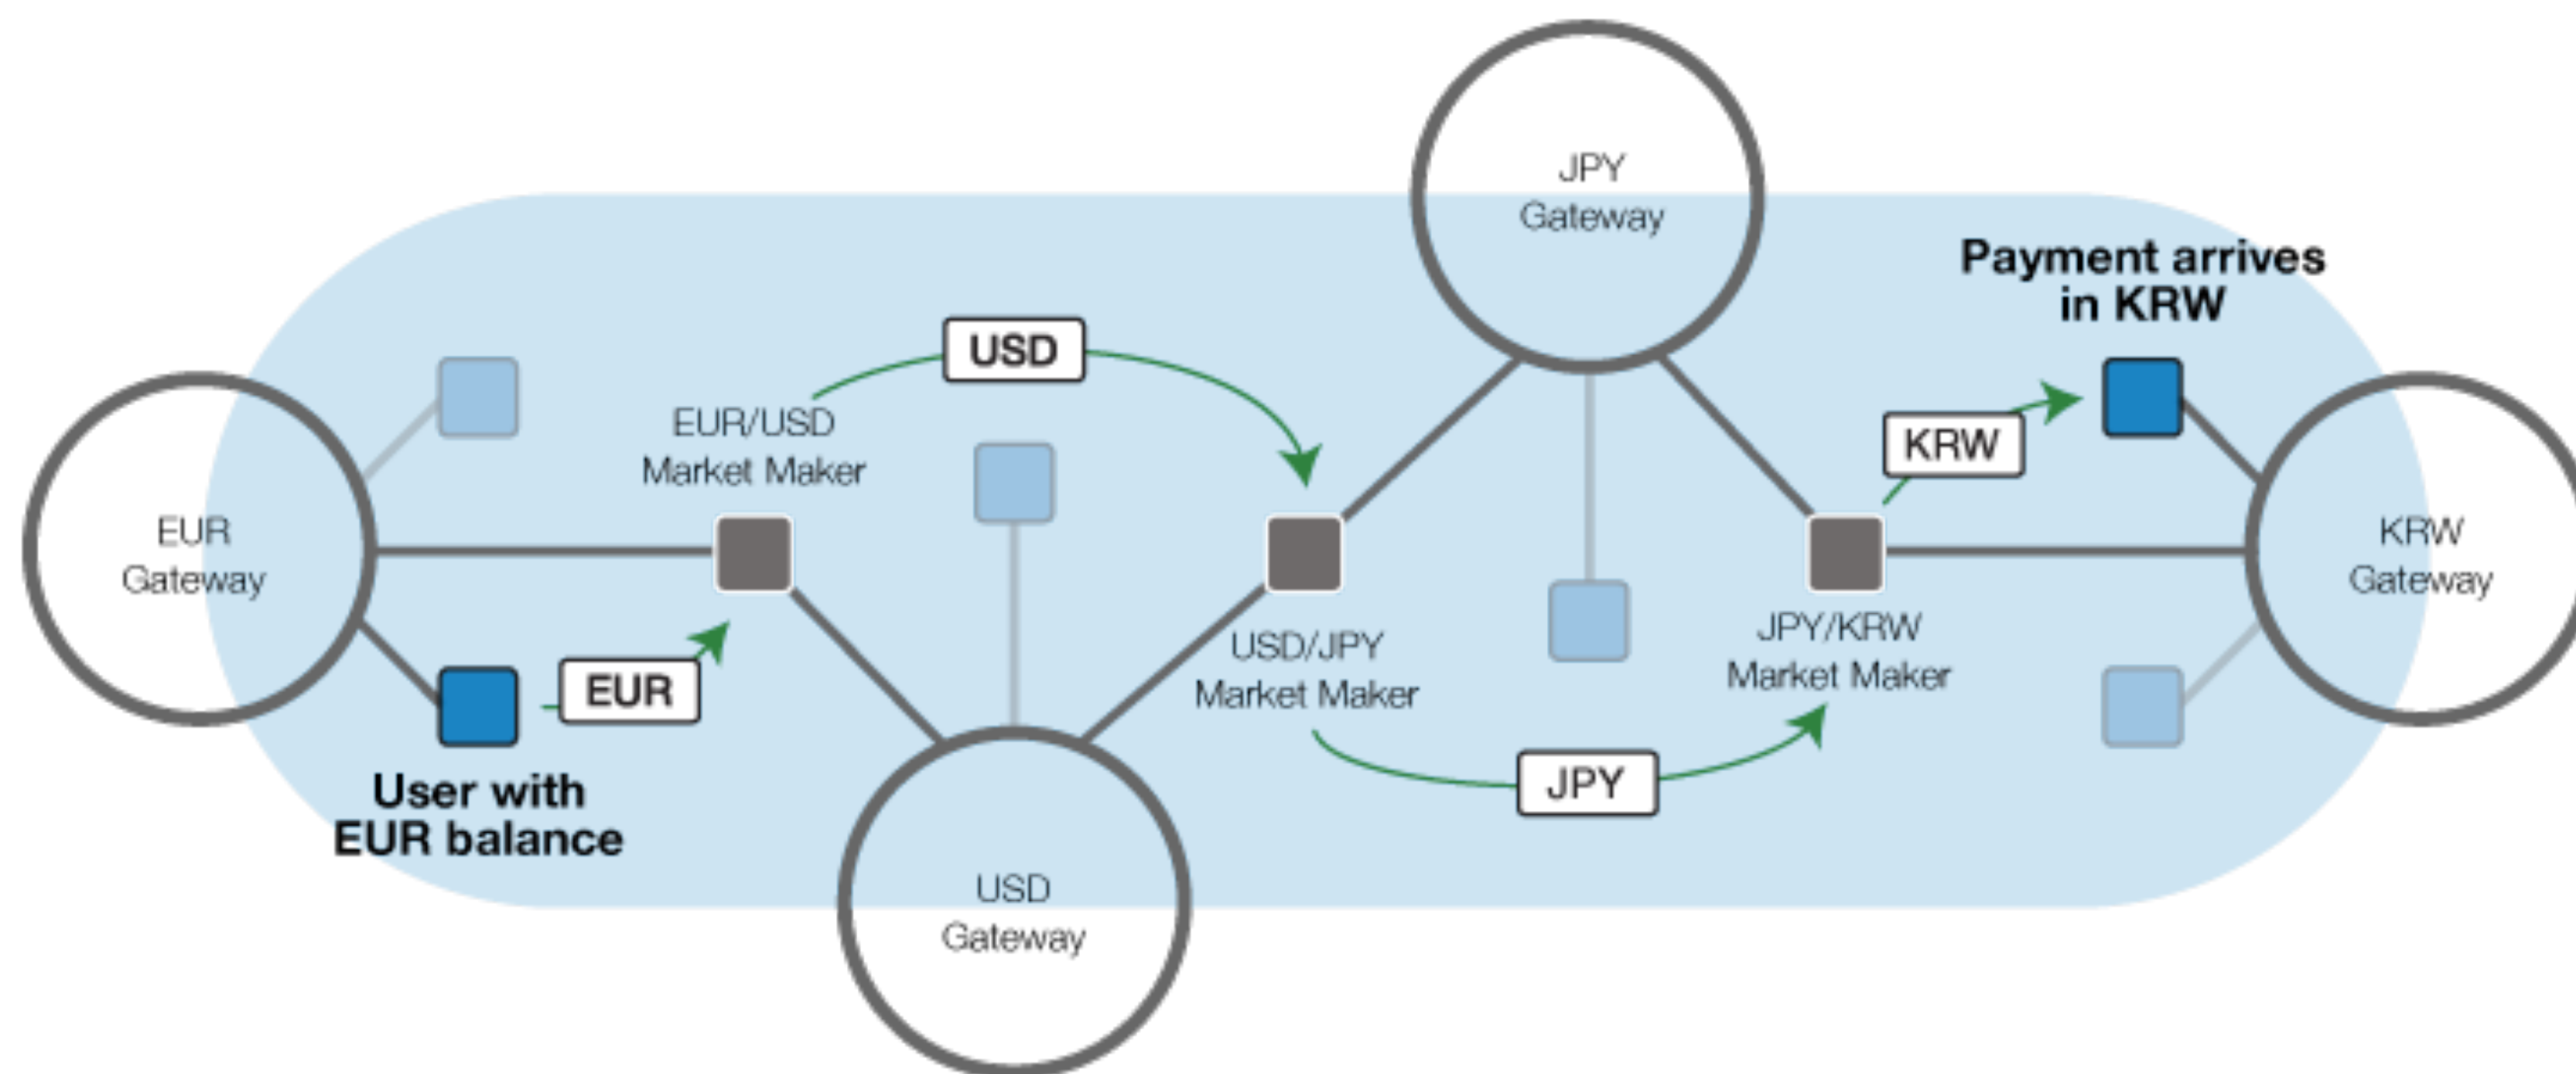 JPY
Gateway
Payment arrives
in KRW
USD
EUR/USD
Market Maker
KRW
EUR
Gateway
KRW
Gateway
USD/JPY
Market Maker
JPY/KRW
Market Maker
EUR
JPY
User with
EUR balance
USD
Gateway